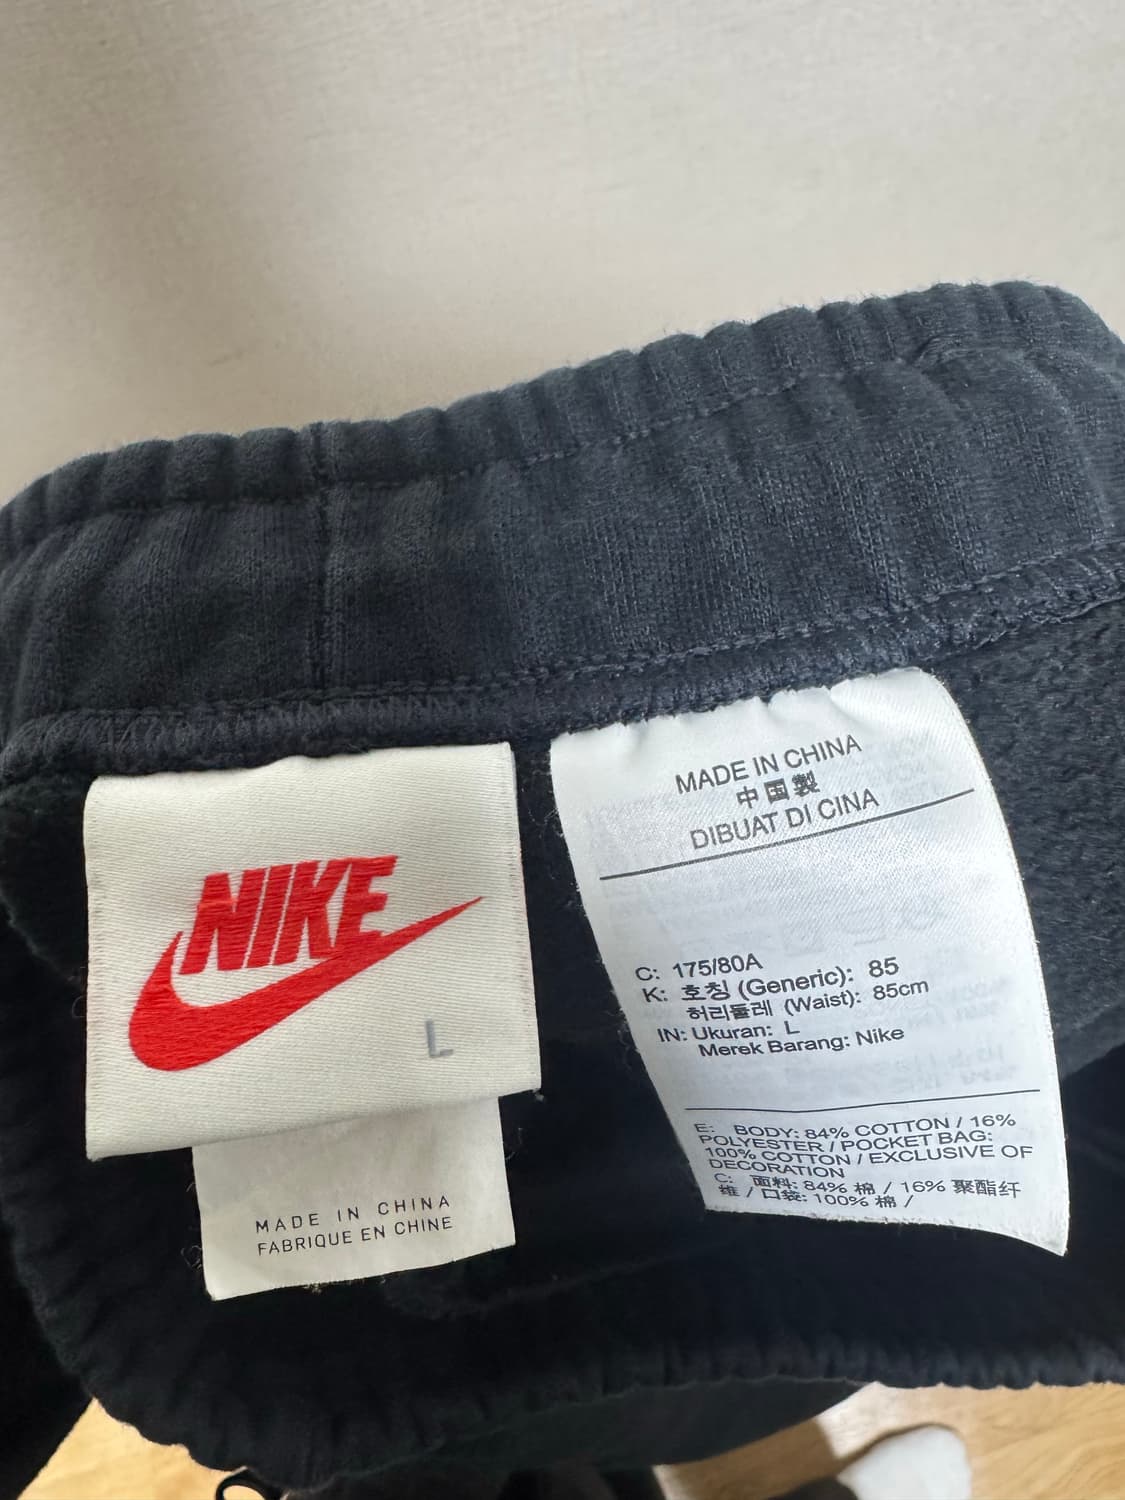 NIKE
L
MADE IN CHINA
FABRIQUE EN CHINE
MADE IN CHINA
中国製
DIBUAT DI CINA
C: 175/80A
K: 호칭 (Generic): 85
허리둘레 (Waist): 85cm
IN: Ukuran: L
Merek Barang: Nike
E: BODY: 84% COTTON / 16%
POLYESTER / POCKET BAG:
100% COTTON / EXCLUSIVE OF
DECORATION
C: 面料: 84% 棉 / 16% 聚酯纤
维 / 口袋: 100% 棉 /